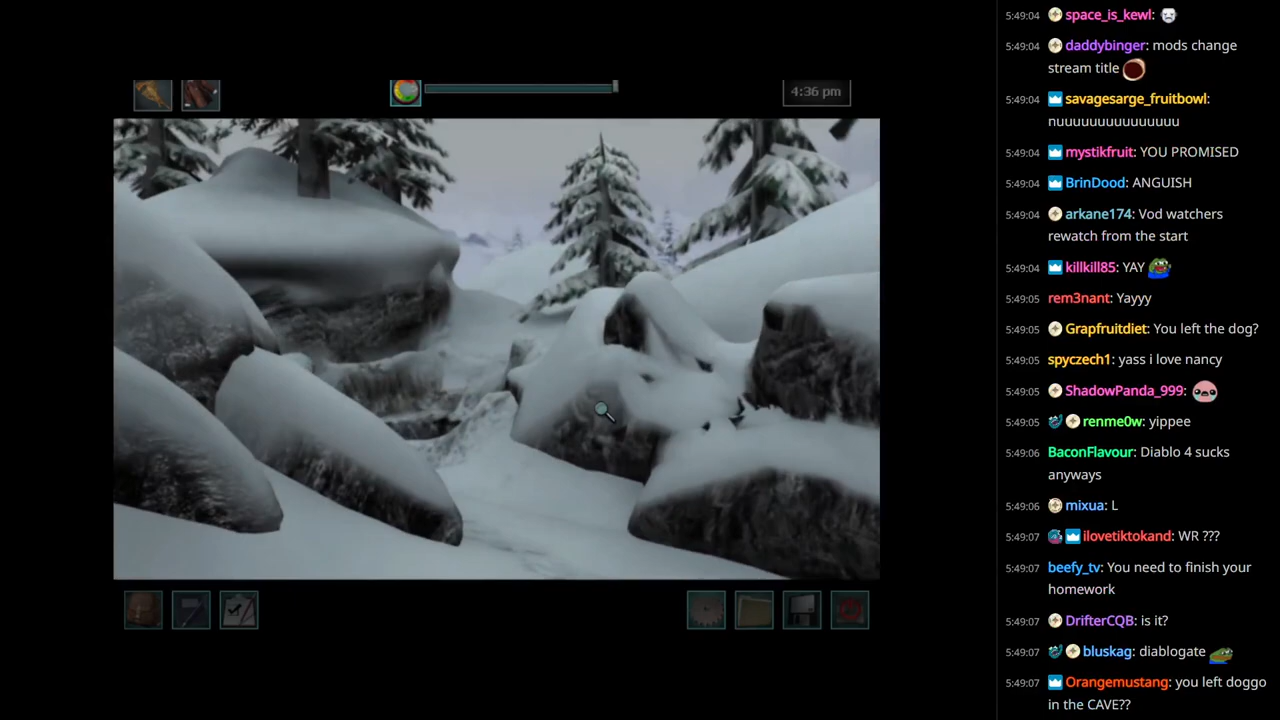 4:36 pm
5:49:04 space_is_kewl:
5:49:04 daddybinger: mods change
stream title
5:49:04 savagesarge_fruitbowl:
nuuuuuuuuuuuuuuu
5:49:04 mystikfruit: YOU PROMISED
5:49:04 BrinDood: ANGUISH
5:49:04 arkane174: Vod watchers
rewatch from the start
5:49:04 killkill85: YAY
5:49:05 rem3nant: Yayyy
5:49:05 Grapfruitdiet: You left the dog?
5:49:05 spyczech1: yass i love nancy
5:49:05 ShadowPanda_999:
5:49:05 renme0w: yippee
5:49:06 BaconFlavour: Diablo 4 sucks
anyways
5:49:06 mixua: L
5:49:07 ilovetiktokand: WR ???
5:49:07 beefy_tv: You need to finish your
homework
5:49:07 DrifterCQB: is it?
5:49:07 bluskag: diablogate
5:49:07 Orangemustang: you left doggo
in the CAVE??